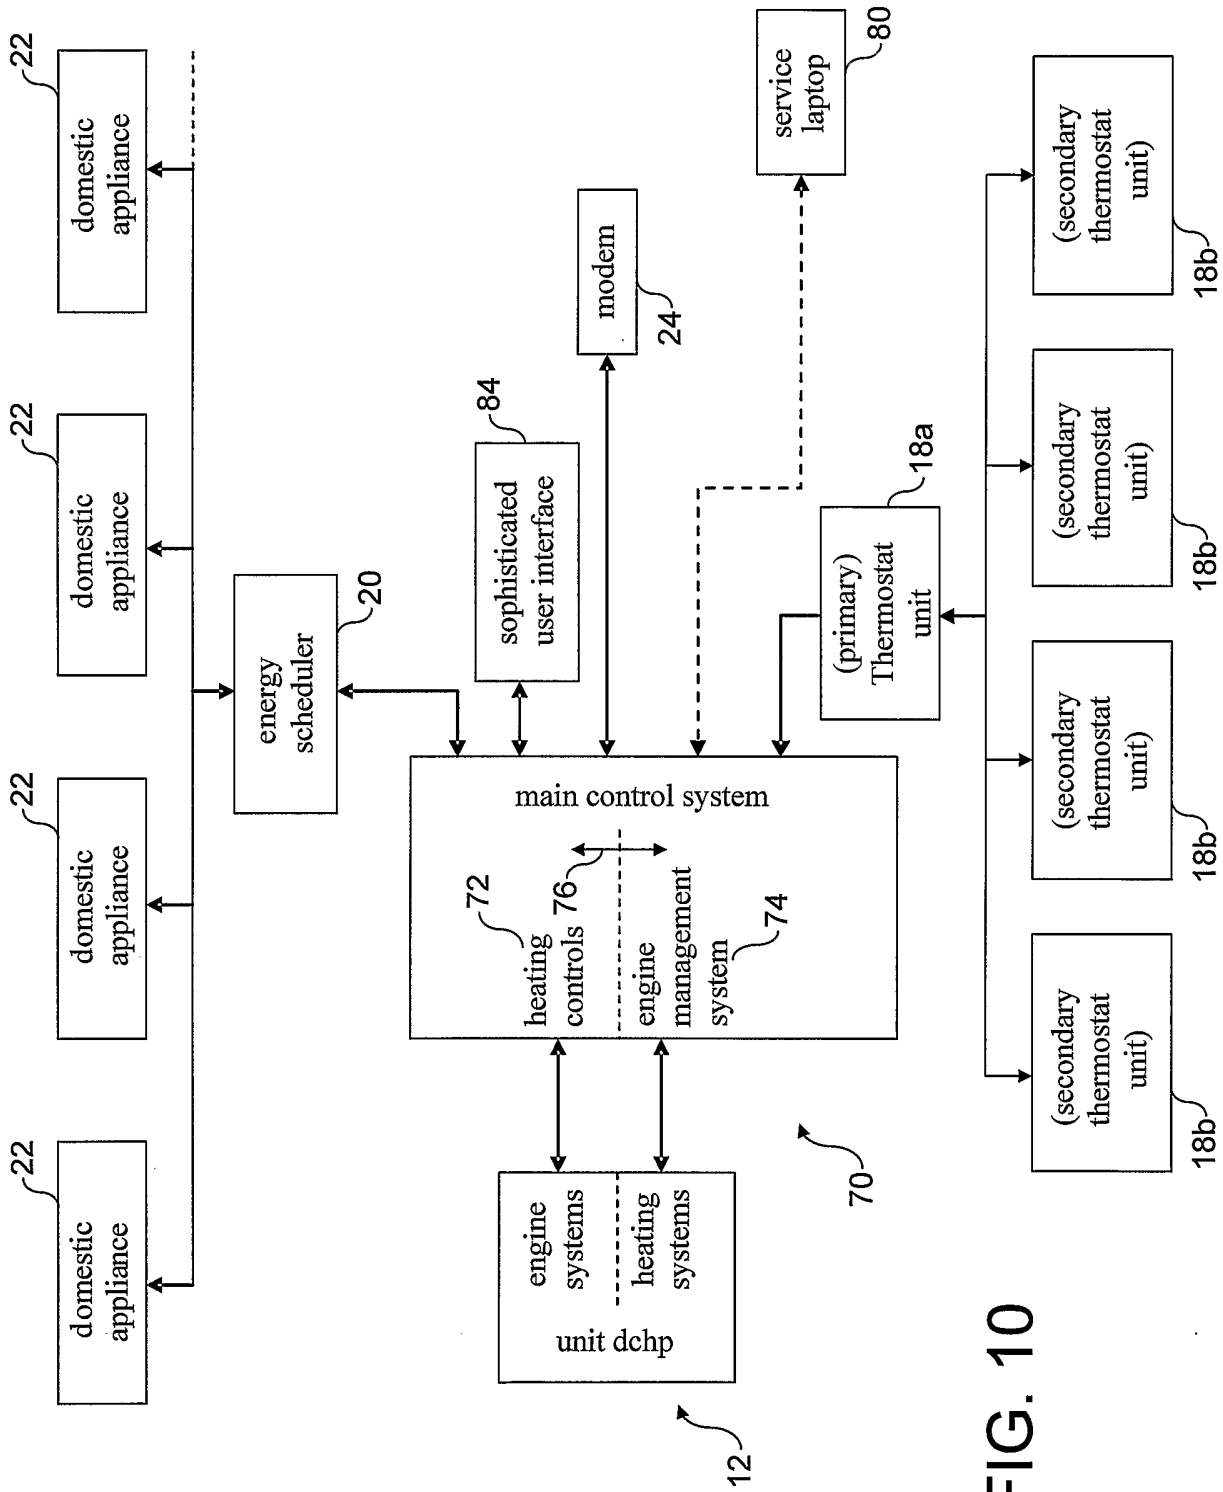 22
domestic
appliance
22
domestic
appliance
22
domestic
appliance
22
domestic
appliance
energy
scheduler
20
sophisticated
user interface
84
modem
24
service
laptop
80
main control system
heating
controls
72
76
engine
management
system
74
engine
systems
heating
systems
unit dchp
12
70
(primary)
Thermostat
unit
18a
(secondary
thermostat
unit)
18b
(secondary
thermostat
unit)
18b
(secondary
thermostat
unit)
18b
(secondary
thermostat
unit)
18b
FIG. 10